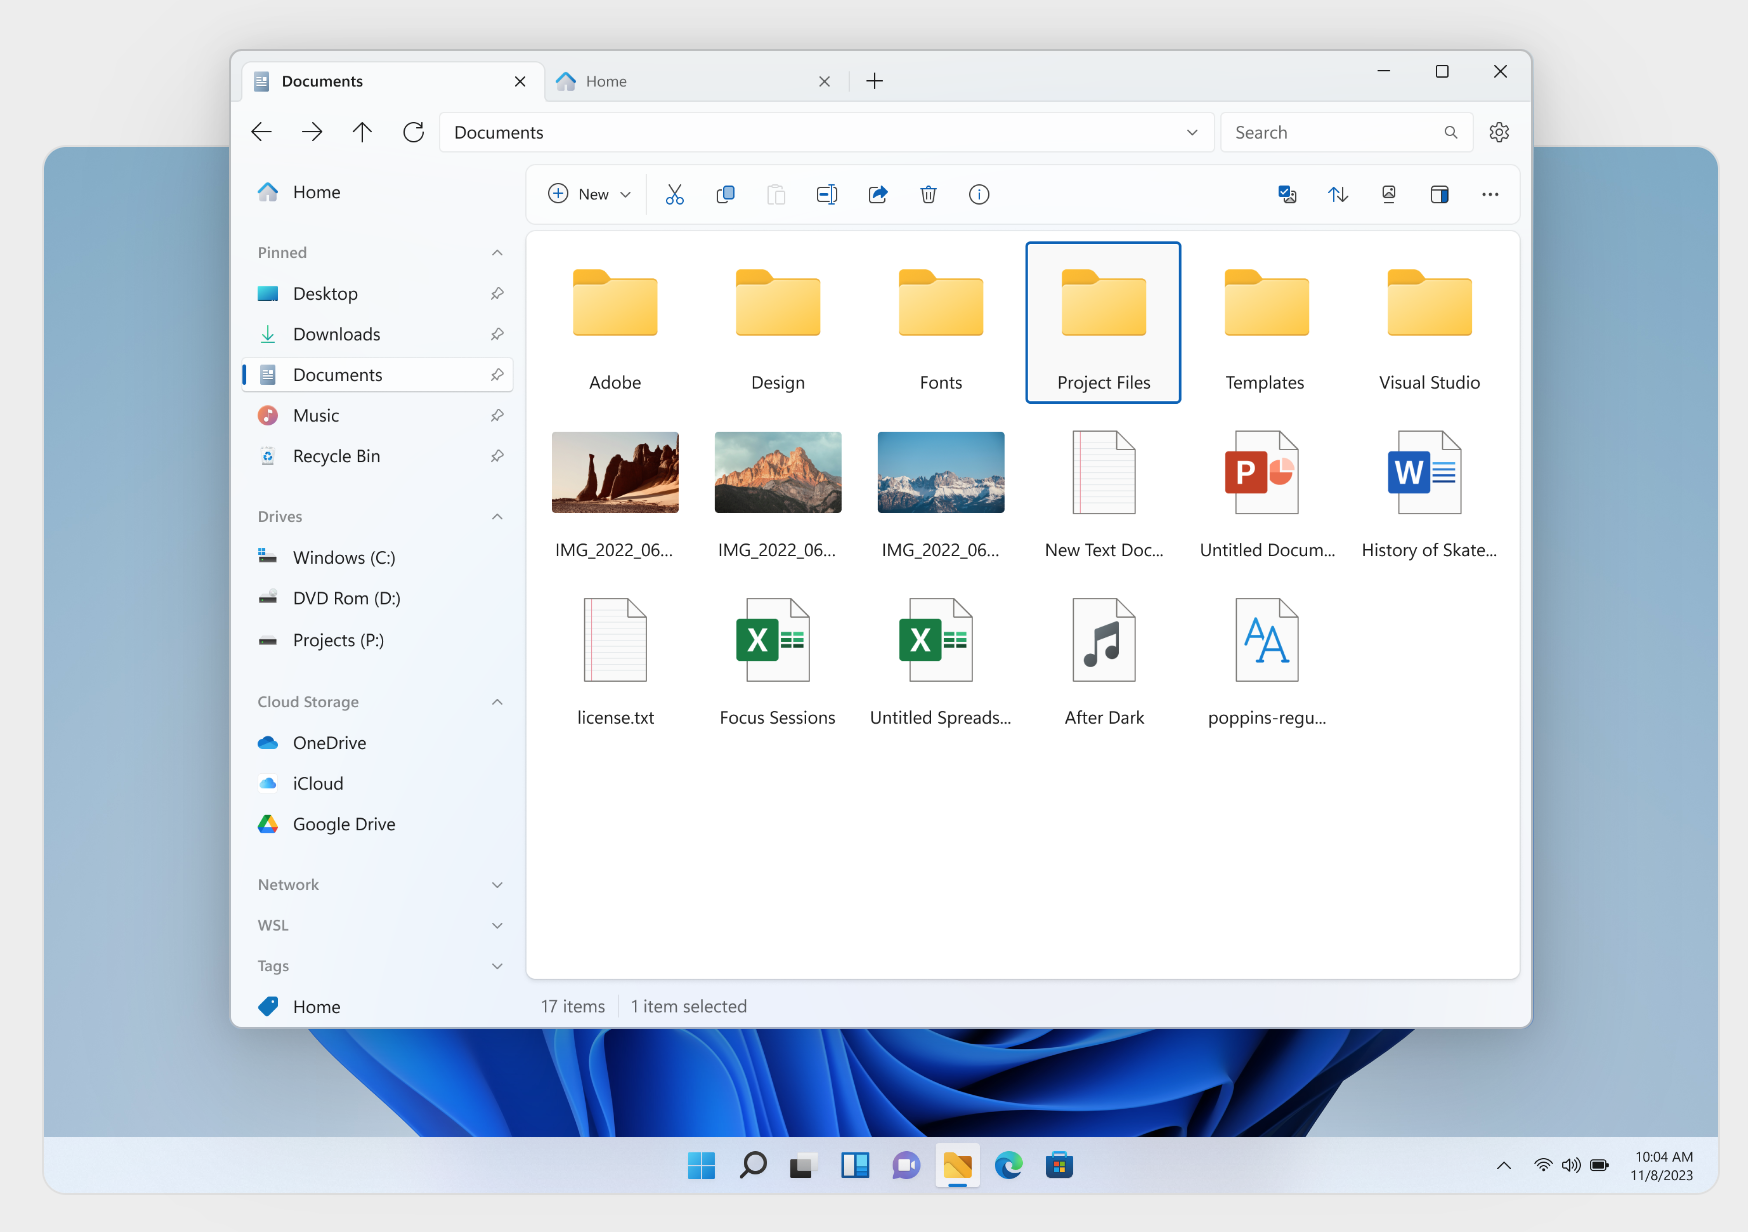 Documents
Home
Documents
Search
Home
New
Pinned
Desktop
Downloads
Documents
Music
Recycle Bin
Drives
Windows (C:)
DVD Rom (D:)
Projects (P:)
Cloud Storage
OneDrive
iCloud
Google Drive
Network
WSL
Tags
Home
Adobe
Design
Fonts
Project Files
Templates
Visual Studio
P
W
IMG_2022_06...
IMG_2022_06...
IMG_2022_06...
New Text Doc...
Untitled Docum...
History of Skate...
X
X
AA
license.txt
Focus Sessions
Untitled Spreads...
After Dark
poppins-regu...
17 items
1 item selected
10:04 AM
11/8/2023